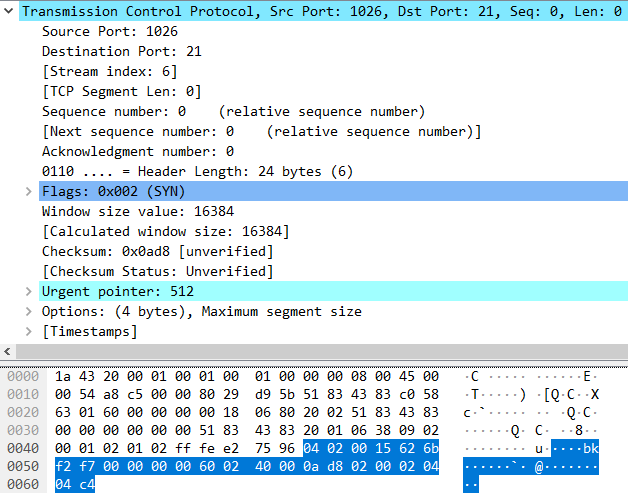 Transmission Control Protocol, Src Port: 1026, Dst Port: 21, Seq: 0, Len: 0
Source Port: 1026
Destination Port: 21
[Stream index: 6]
[TCP Segment Len: 0]
Sequence number: 0    (relative sequence number)
[Next sequence number: 0    (relative sequence number)]
Acknowledgment number: 0
0110 .... = Header Length: 24 bytes (6)
Flags: 0x002 (SYN)
Window size value: 16384
[Calculated window size: 16384]
Checksum: 0x0ad8 [unverified]
[Checksum Status: Unverified]
Urgent pointer: 512
Options: (4 bytes), Maximum segment size
[Timestamps]
0000  1a 43 20 00 01 00 01 00  01 00 00 00 08 00 45 00  ·C ····· ······E·
0010  00 54 a8 c5 00 00 80 29  d9 5b 51 83 43 83 c0 58  ·T·····) ·[Q·C··X
0020  63 01 60 00 00 00 00 18  06 80 20 02 51 83 43 83  c·`····· ·· ·Q·C·
0030  00 00 00 00 00 00 51 83  43 83 20 01 06 38 09 02  ······Q· C· ··8··
0040  00 01 02 01 02 ff fe e2  75 96 04 02 00 15 62 6b  ········ u·····bk
0050  f2 f7 00 00 00 00 60 02  40 00 0a d8 02 00 02 04  ······`· @·······
0060  04 c4  ··